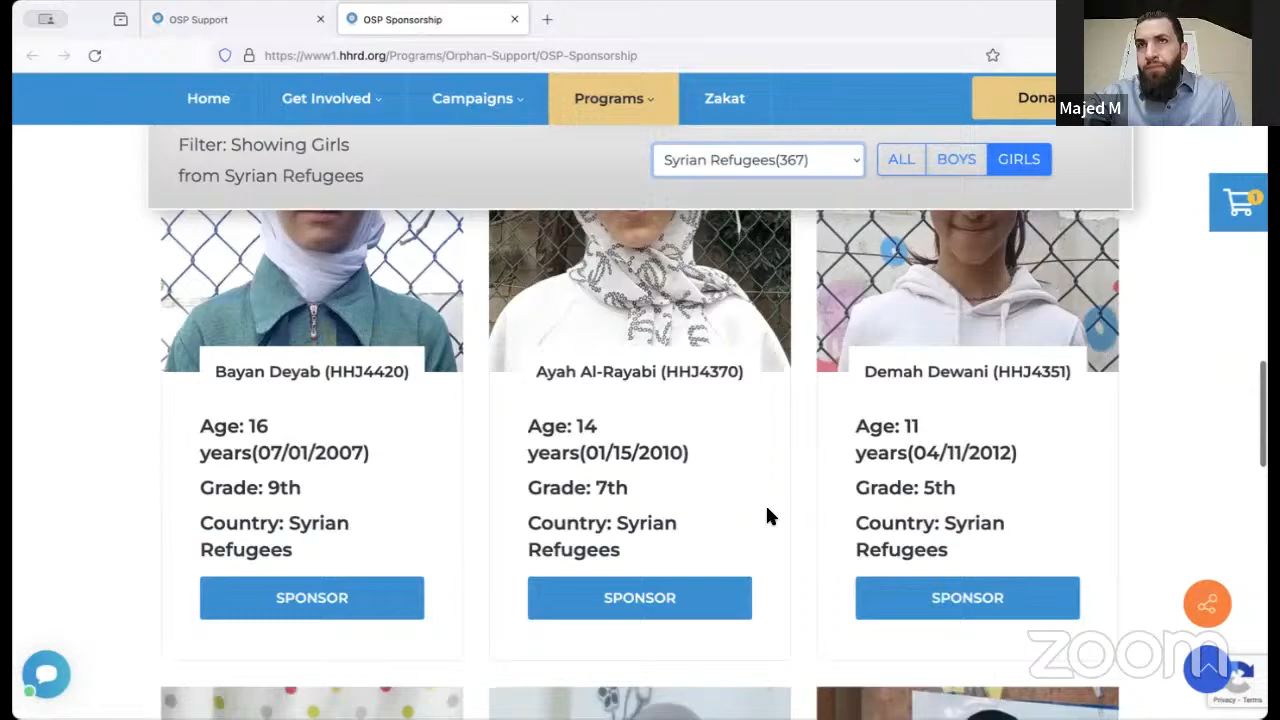 OSP Support
OSP Sponsorship
https://www1.hhrd.org/Programs/Orphan-Support/OSP-Sponsorship
Majed M
Home
Get Involved
Campaigns
Programs
Zakat
Dona
Filter: Showing Girls
from Syrian Refugees
Syrian Refugees(367)
ALL
BOYS
GIRLS
1
Bayan Deyab (HHJ4420)
Age: 16
years(07/01/2007)
Grade: 9th
Country: Syrian
Refugees
SPONSOR
Ayah Al-Rayabi (HHJ4370)
Age: 14
years(01/15/2010)
Grade: 7th
Country: Syrian
Refugees
SPONSOR
Demah Dewani (HHJ4351)
Age: 11
years(04/11/2012)
Grade: 5th
Country: Syrian
Refugees
SPONSOR
zoom
Privacy - Terms